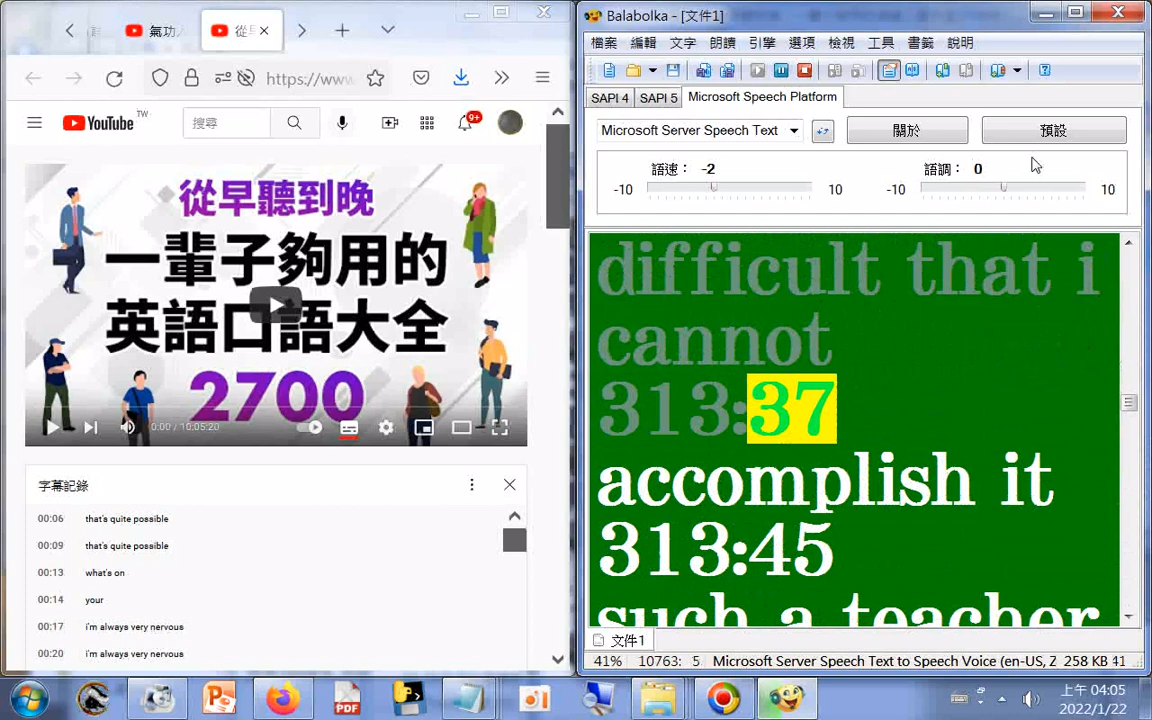 氣功
從
https://www
YouTube TW
搜尋
9+
從早聽到晚
一輩子夠用的
英語口語大全
2700
0:00 / 10:05:20
字幕記錄
00:06 that's quite possible
00:09 that's quite possible
00:13 what's on
00:14 your
00:17 i'm always very nervous
00:20 i'm always very nervous
Balabolka - [文件1]
檔案 編輯 文字 朗讀 引擎 選項 檢視 工具 書籤 說明
SAPI 4 SAPI 5 Microsoft Speech Platform
Microsoft Server Speech Text 關於 預設
語速： -2 語調： 0
-10 10 -10 10
difficult that i
cannot
313:37
accomplish it
313:45
such a teacher
文件1
41% 10763: 5 Microsoft Server Speech Text to Speech Voice (en-US, Z 258 KB 41
PDF
上午 04:05
2022/1/22